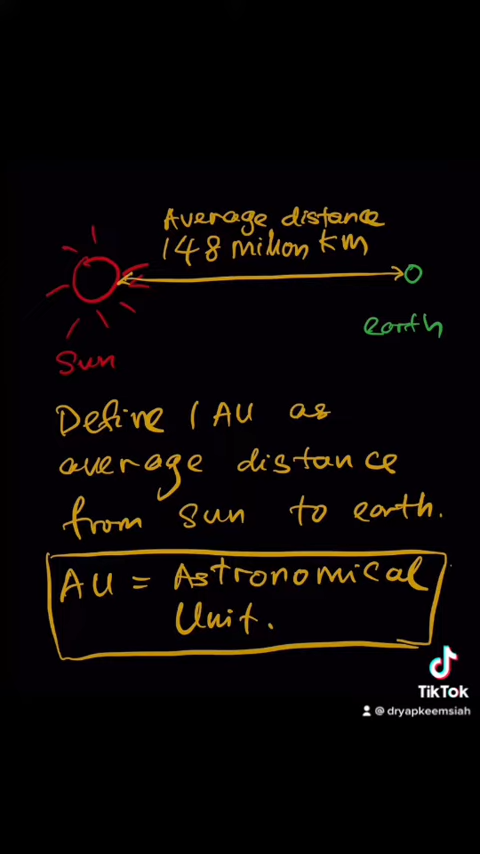 Average distance
148 million km
Sun
earth
Define 1 AU as
average distance
from sun to earth.
AU = Astronomical
Unit.
TikTok
@dryapkeemsiah